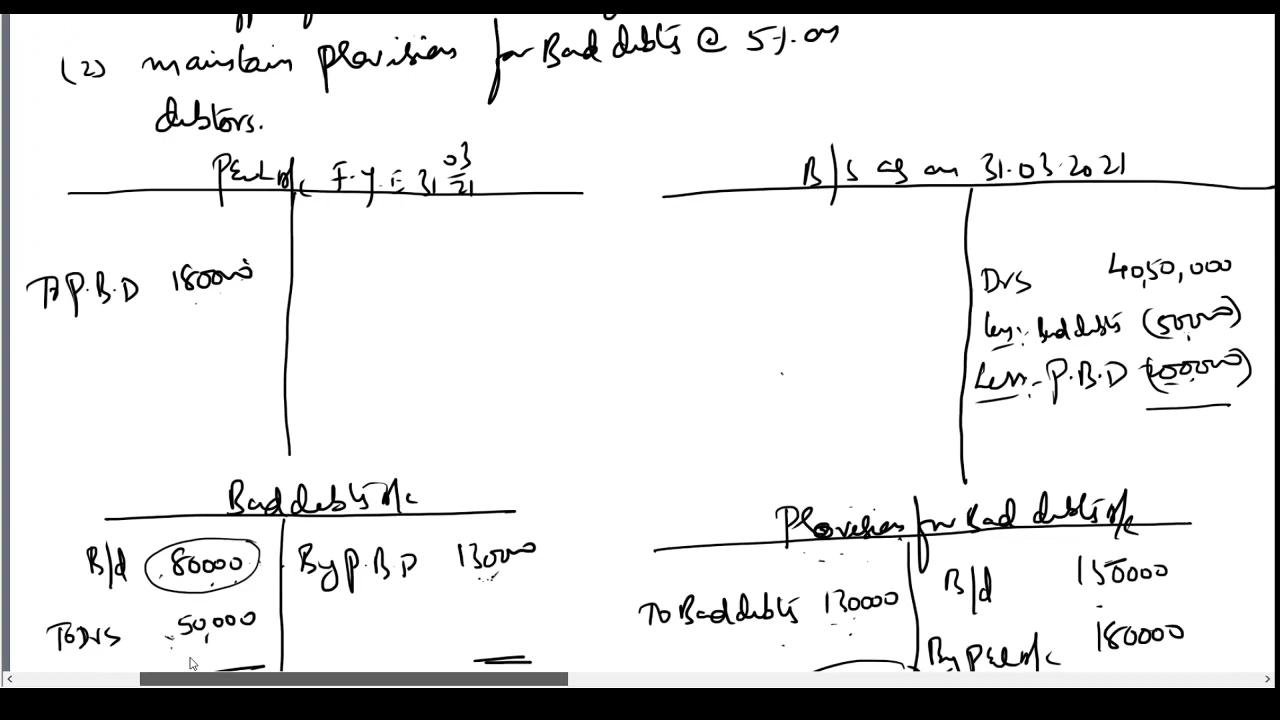 (2) maintain provision for Bad debts @ 5% on
debtors.
P&L A/c F.Y.E 31 03/21
To P.B.D 180000
B/S as on 31.03.2021
Drs 40,50,000
Less:- Bad debts (50,000)
Less:- P.B.D (200000)
Bad debts A/c
B/d 80000 By P.B.D 130000
To Drs 50,000
Provision for Bad debts A/c
B/d 150000
To Bad debts 130000
By P&L A/c 180000